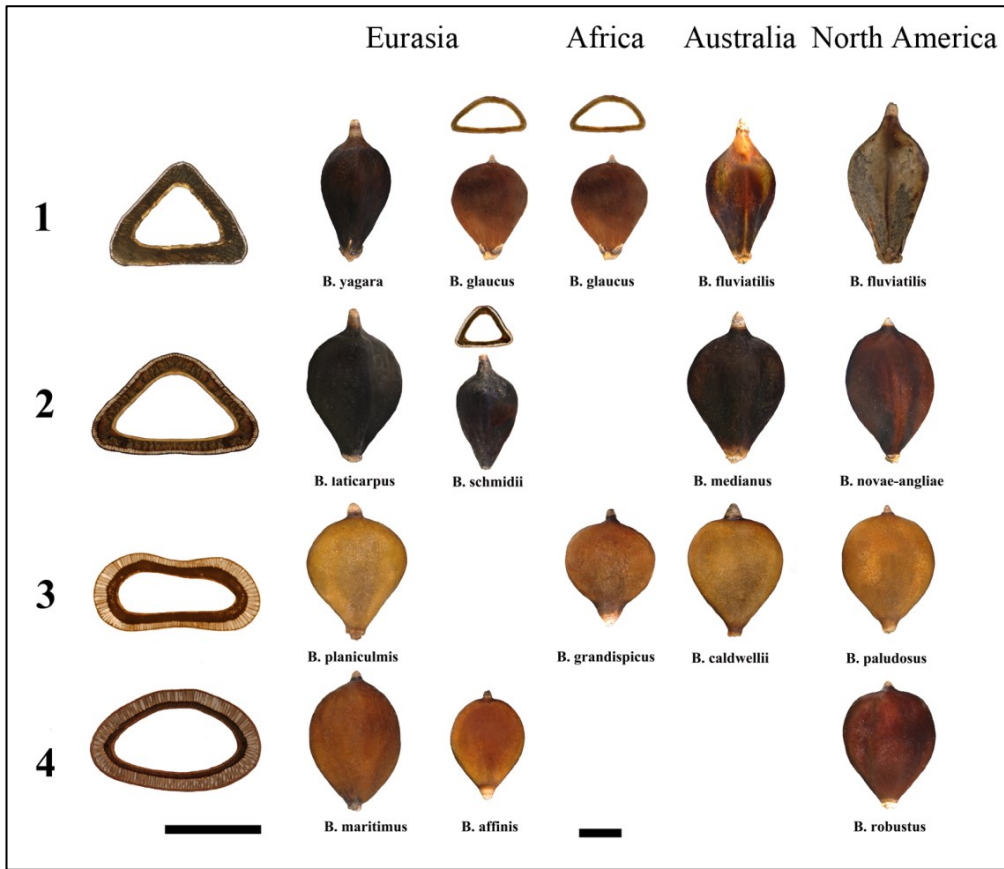 Eurasia Africa Australia North America
1
B. yagara B. glaucus B. glaucus B. fluviatilis B. fluviatilis
2
B. laticarpus B. schmidii B. medianus B. novae-angliae
3
B. planiculmis B. grandispicus B. caldwellii B. paludosus
4
B. maritimus B. affinis B. robustus